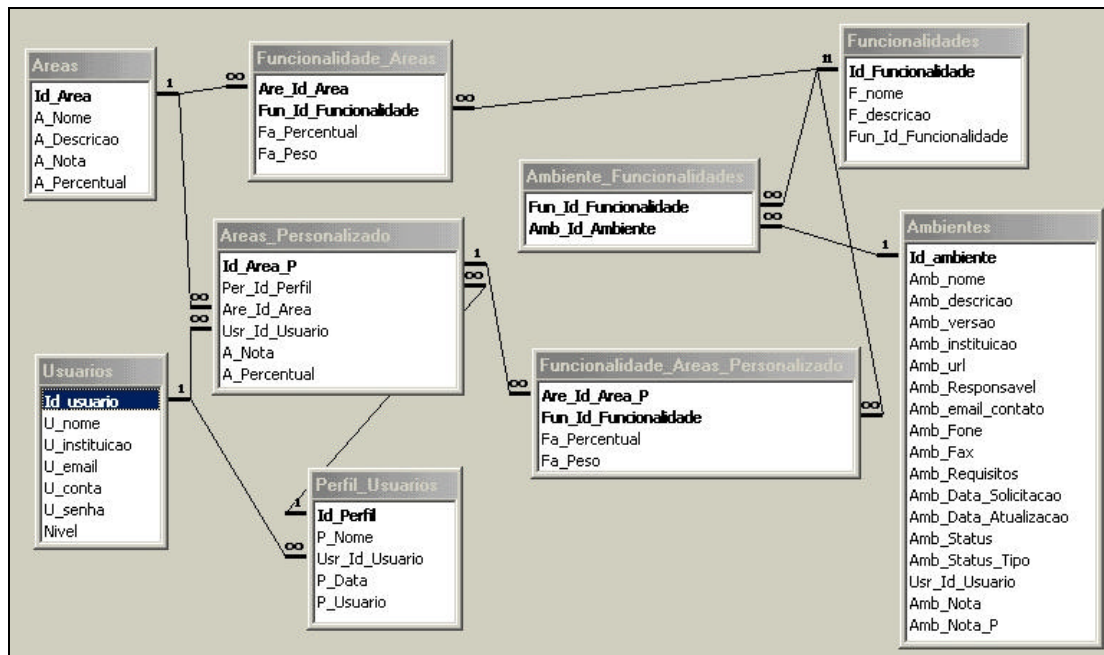 Areas
Id_Area
A_Nome
A_Descricao
A_Nota
A_Percentual
Funcionalidade_Areas
Are_Id_Area
Fun_Id_Funcionalidade
Fa_Percentual
Fa_Peso
Funcionalidades
Id_Funcionalidade
F_nome
F_descricao
Fun_Id_Funcionalidade
Ambiente_Funcionalidades
Fun_Id_Funcionalidade
Amb_Id_Ambiente
Areas_Personalizado
Id_Area_P
Per_Id_Perfil
Are_Id_Area
Usr_Id_Usuario
A_Nota
A_Percentual
Ambientes
Id_ambiente
Amb_nome
Amb_descricao
Amb_versao
Amb_instituicao
Amb_url
Amb_Responsavel
Amb_email_contato
Amb_Fone
Amb_Fax
Amb_Requisitos
Amb_Data_Solicitacao
Amb_Data_Atualizacao
Amb_Status
Amb_Status_Tipo
Usr_Id_Usuario
Amb_Nota
Amb_Nota_P
Usuarios
Id_usuario
U_nome
U_instituicao
U_email
U_conta
U_senha
Nivel
Funcionalidade_Areas_Personalizado
Are_Id_Area_P
Fun_Id_Funcionalidade
Fa_Percentual
Fa_Peso
Perfil_Usuarios
Id_Perfil
P_Nome
Usr_Id_Usuario
P_Data
P_Usuario
1
∞
∞
11
∞
∞
1
1
∞
∞
∞
1
∞
∞
1
∞